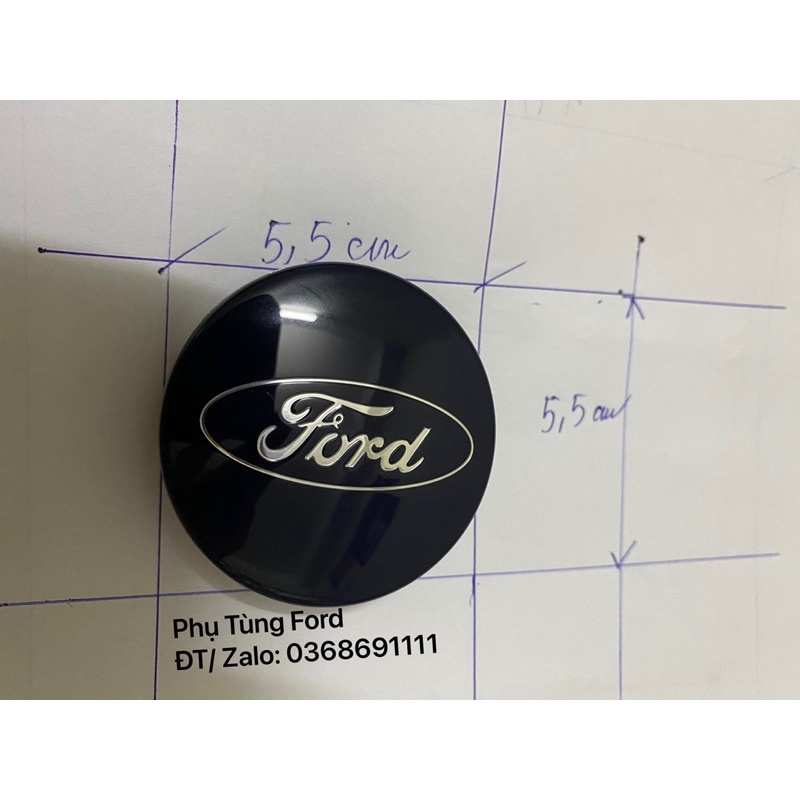 5,5 cm
Ford
5,5 cm
Phụ Tùng Ford
ĐT/ Zalo: 0368691111